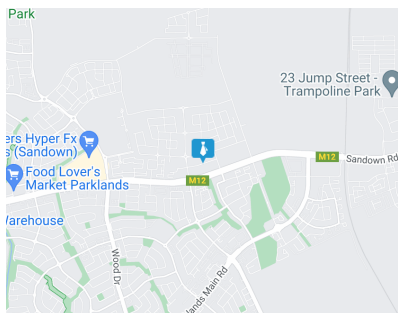 Park
23 Jump Street -
Trampoline Park
ers Hyper Fx
s (Sandown)
M12
Sandown Rd
Food Lover's
Market Parklands
M12
Warehouse
Wood Dr
lands Main Rd